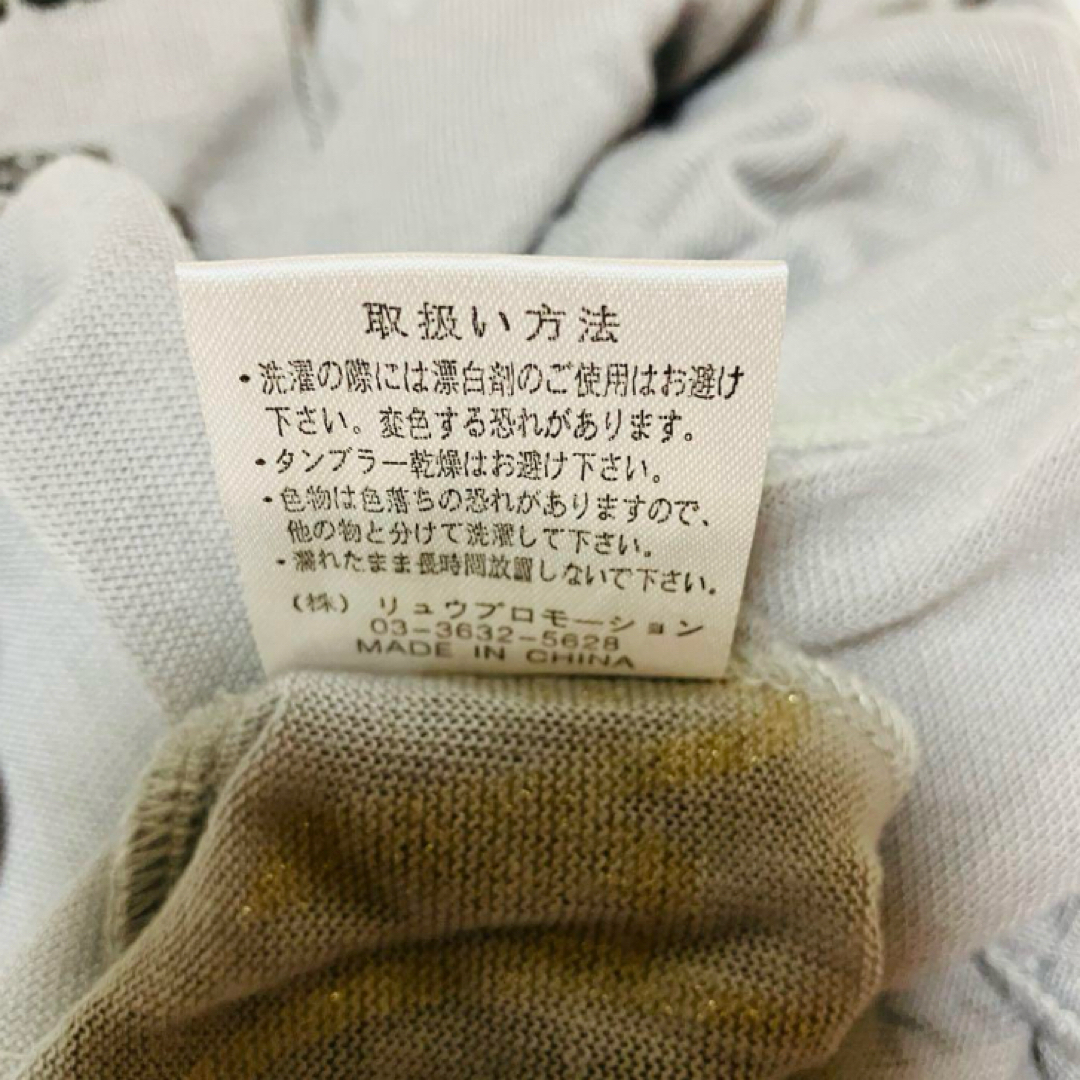 取扱い方法
・洗濯の際には漂白剤のご使用はお避け
下さい。変色する恐れがあります。
・タンブラー乾燥はお避け下さい。
・色物は色落ちの恐れがありますので、
他の物と分けて洗濯して下さい。
・濡れたまま長時間放置しないで下さい。
(株) リュウプロモーション
03-3632-5628
MADE IN CHINA